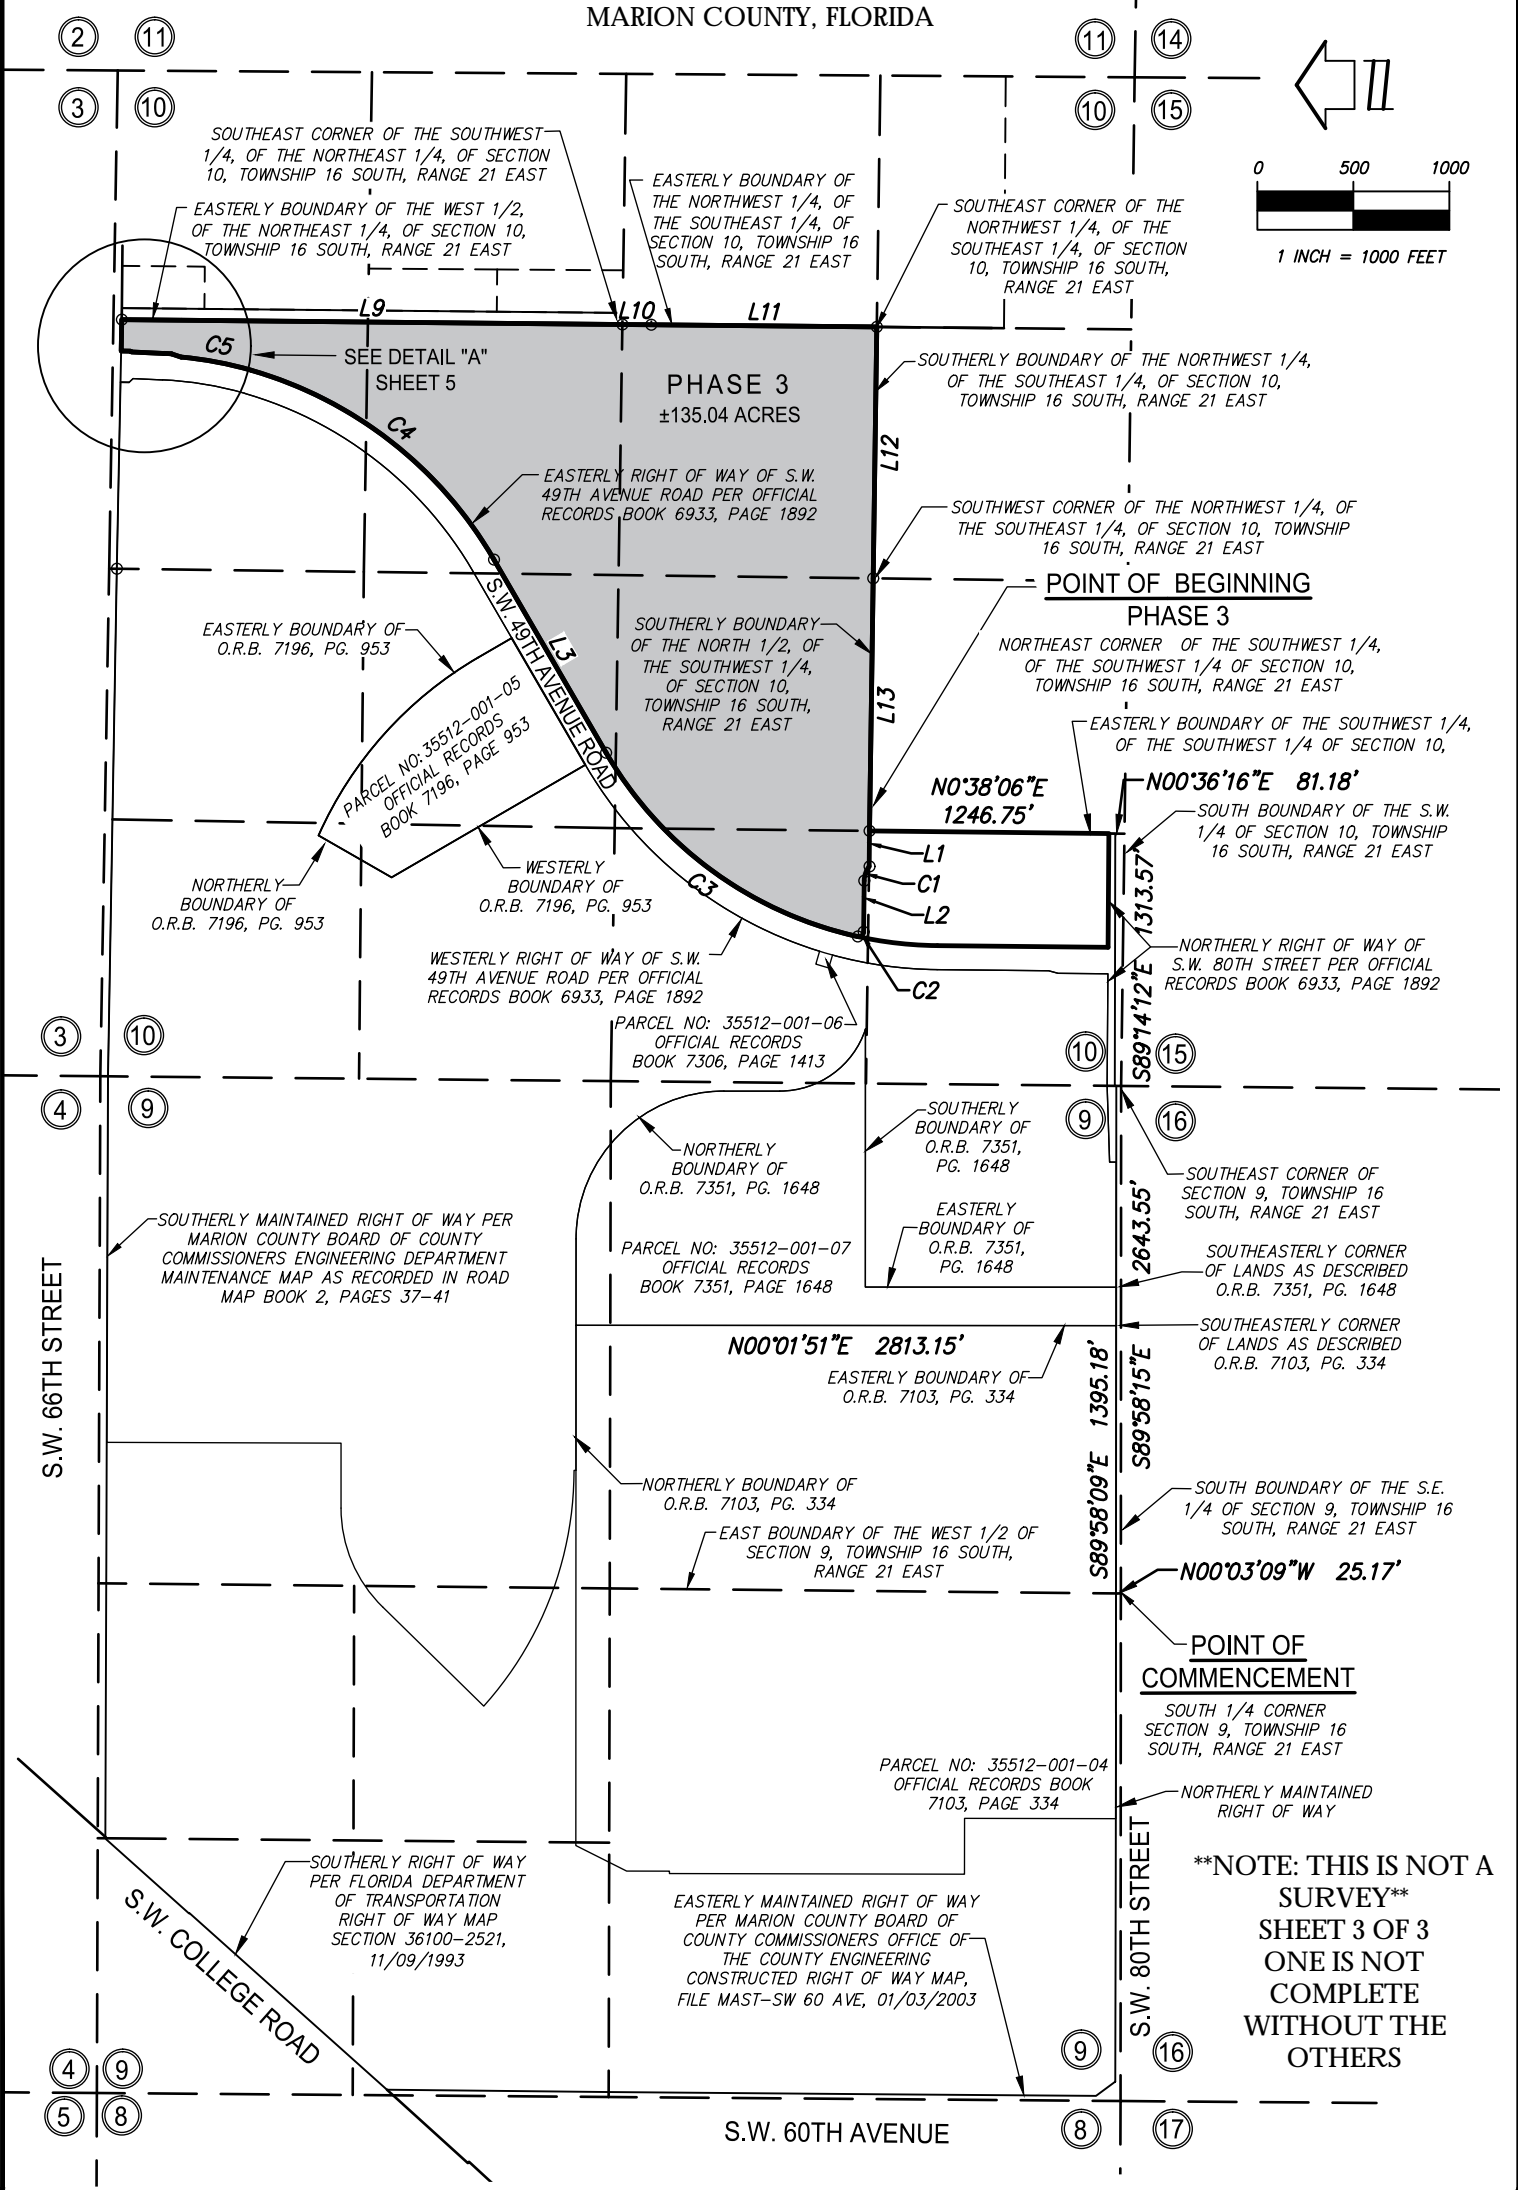 MARION COUNTY, FLORIDA
2
11
11
14
3
10
10
15
0
500
1000
1 INCH = 1000 FEET
SOUTHEAST CORNER OF THE SOUTHWEST
1/4, OF THE NORTHEAST 1/4, OF SECTION
10, TOWNSHIP 16 SOUTH, RANGE 21 EAST
EASTERLY BOUNDARY OF THE WEST 1/2,
OF THE NORTHEAST 1/4, OF SECTION 10,
TOWNSHIP 16 SOUTH, RANGE 21 EAST
EASTERLY BOUNDARY OF
THE NORTHWEST 1/4, OF
THE SOUTHEAST 1/4, OF
SECTION 10, TOWNSHIP 16
SOUTH, RANGE 21 EAST
SOUTHEAST CORNER OF THE
NORTHWEST 1/4, OF THE
SOUTHEAST 1/4, OF SECTION
10, TOWNSHIP 16 SOUTH,
RANGE 21 EAST
L9
L10
L11
C5
SEE DETAIL "A"
SHEET 5
PHASE 3
±135.04 ACRES
SOUTHERLY BOUNDARY OF THE NORTHWEST 1/4,
OF THE SOUTHEAST 1/4, OF SECTION 10,
TOWNSHIP 16 SOUTH, RANGE 21 EAST
C4
L12
EASTERLY RIGHT OF WAY OF S.W.
49TH AVENUE ROAD PER OFFICIAL
RECORDS BOOK 6933, PAGE 1892
SOUTHWEST CORNER OF THE NORTHWEST 1/4, OF
THE SOUTHEAST 1/4, OF SECTION 10, TOWNSHIP
16 SOUTH, RANGE 21 EAST
POINT OF BEGINNING
PHASE 3
NORTHEAST CORNER OF THE SOUTHWEST 1/4,
OF THE SOUTHWEST 1/4 OF SECTION 10,
TOWNSHIP 16 SOUTH, RANGE 21 EAST
S.W. 49TH AVENUE ROAD
L3
EASTERLY BOUNDARY OF
O.R.B. 7196, PG. 953
SOUTHERLY BOUNDARY
OF THE NORTH 1/2, OF
THE SOUTHWEST 1/4,
OF SECTION 10,
TOWNSHIP 16 SOUTH,
RANGE 21 EAST
L13
PARCEL NO: 35512-001-05
OFFICIAL RECORDS
BOOK 7196, PAGE 953
EASTERLY BOUNDARY OF THE SOUTHWEST 1/4,
OF THE SOUTHWEST 1/4 OF SECTION 10,
N0°38'06"E
1246.75'
N00°36'16"E 81.18'
SOUTH BOUNDARY OF THE S.W.
1/4 OF SECTION 10, TOWNSHIP
16 SOUTH, RANGE 21 EAST
L1
C1
L2
C2
C3
S89°14'12"E 1313.57'
NORTHERLY
BOUNDARY OF
O.R.B. 7196, PG. 953
WESTERLY
BOUNDARY OF
O.R.B. 7196, PG. 953
WESTERLY RIGHT OF WAY OF S.W.
49TH AVENUE ROAD PER OFFICIAL
RECORDS BOOK 6933, PAGE 1892
NORTHERLY RIGHT OF WAY OF
S.W. 80TH STREET PER OFFICIAL
RECORDS BOOK 6933, PAGE 1892
PARCEL NO: 35512-001-06
OFFICIAL RECORDS
BOOK 7306, PAGE 1413
3
10
10
15
4
9
9
16
SOUTHERLY
BOUNDARY OF
O.R.B. 7351,
PG. 1648
NORTHERLY
BOUNDARY OF
O.R.B. 7351, PG. 1648
SOUTHEAST CORNER OF
SECTION 9, TOWNSHIP 16
SOUTH, RANGE 21 EAST
EASTERLY
BOUNDARY OF
O.R.B. 7351,
PG. 1648
SOUTHERLY MAINTAINED RIGHT OF WAY PER
MARION COUNTY BOARD OF COUNTY
COMMISSIONERS ENGINEERING DEPARTMENT
MAINTENANCE MAP AS RECORDED IN ROAD
MAP BOOK 2, PAGES 37-41
PARCEL NO: 35512-001-07
OFFICIAL RECORDS
BOOK 7351, PAGE 1648
SOUTHEASTERLY CORNER
OF LANDS AS DESCRIBED
O.R.B. 7351, PG. 1648
SOUTHEASTERLY CORNER
OF LANDS AS DESCRIBED
O.R.B. 7103, PG. 334
S.W. 66TH STREET
N00°01'51"E 2813.15'
EASTERLY BOUNDARY OF
O.R.B. 7103, PG. 334
S89°58'09"E 1395.18'
S89°58'15"E 2643.55'
NORTHERLY BOUNDARY OF
O.R.B. 7103, PG. 334
SOUTH BOUNDARY OF THE S.E.
1/4 OF SECTION 9, TOWNSHIP 16
SOUTH, RANGE 21 EAST
EAST BOUNDARY OF THE WEST 1/2 OF
SECTION 9, TOWNSHIP 16 SOUTH,
RANGE 21 EAST
N00°03'09"W 25.17'
POINT OF
COMMENCEMENT
SOUTH 1/4 CORNER
SECTION 9, TOWNSHIP 16
SOUTH, RANGE 21 EAST
PARCEL NO: 35512-001-04
OFFICIAL RECORDS BOOK
7103, PAGE 334
NORTHERLY MAINTAINED
RIGHT OF WAY
SOUTHERLY RIGHT OF WAY
PER FLORIDA DEPARTMENT
OF TRANSPORTATION
RIGHT OF WAY MAP
SECTION 36100-2521,
11/09/1993
S.W. COLLEGE ROAD
EASTERLY MAINTAINED RIGHT OF WAY
PER MARION COUNTY BOARD OF
COUNTY COMMISSIONERS OFFICE OF
THE COUNTY ENGINEERING
CONSTRUCTED RIGHT OF WAY MAP,
FILE MAST-SW 60 AVE, 01/03/2003
S.W. 80TH STREET
**NOTE: THIS IS NOT A
SURVEY**
SHEET 3 OF 3
ONE IS NOT
COMPLETE
WITHOUT THE
OTHERS
4
9
9
16
5
8
8
17
S.W. 60TH AVENUE